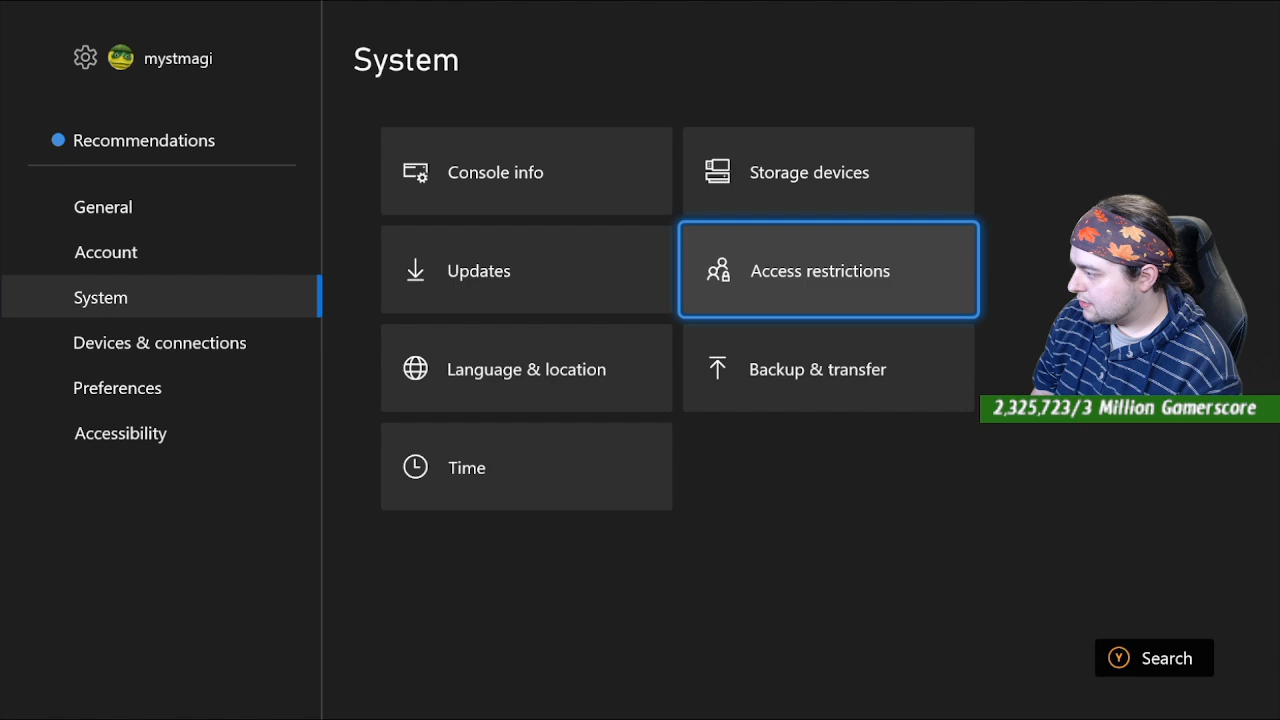 mystmagi
Recommendations
General
Account
System
Devices & connections
Preferences
Accessibility
System
Console info
Storage devices
Updates
Access restrictions
Language & location
Backup & transfer
Time
2,325,723/3 Million Gamerscore
Y Search